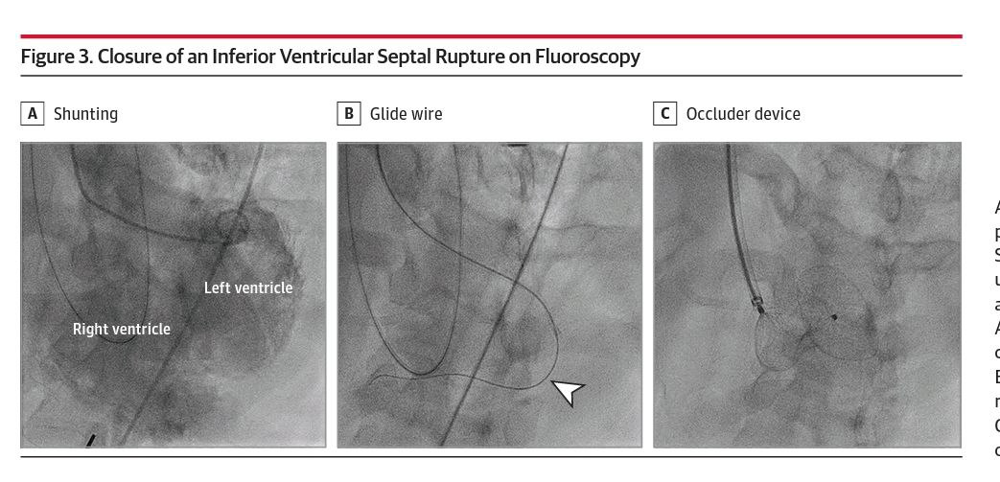 Figure 3. Closure of an Inferior Ventricular Septal Rupture on Fluoroscopy
A Shunting
B Glide wire
C Occluder device
Left ventricle
Right ventricle